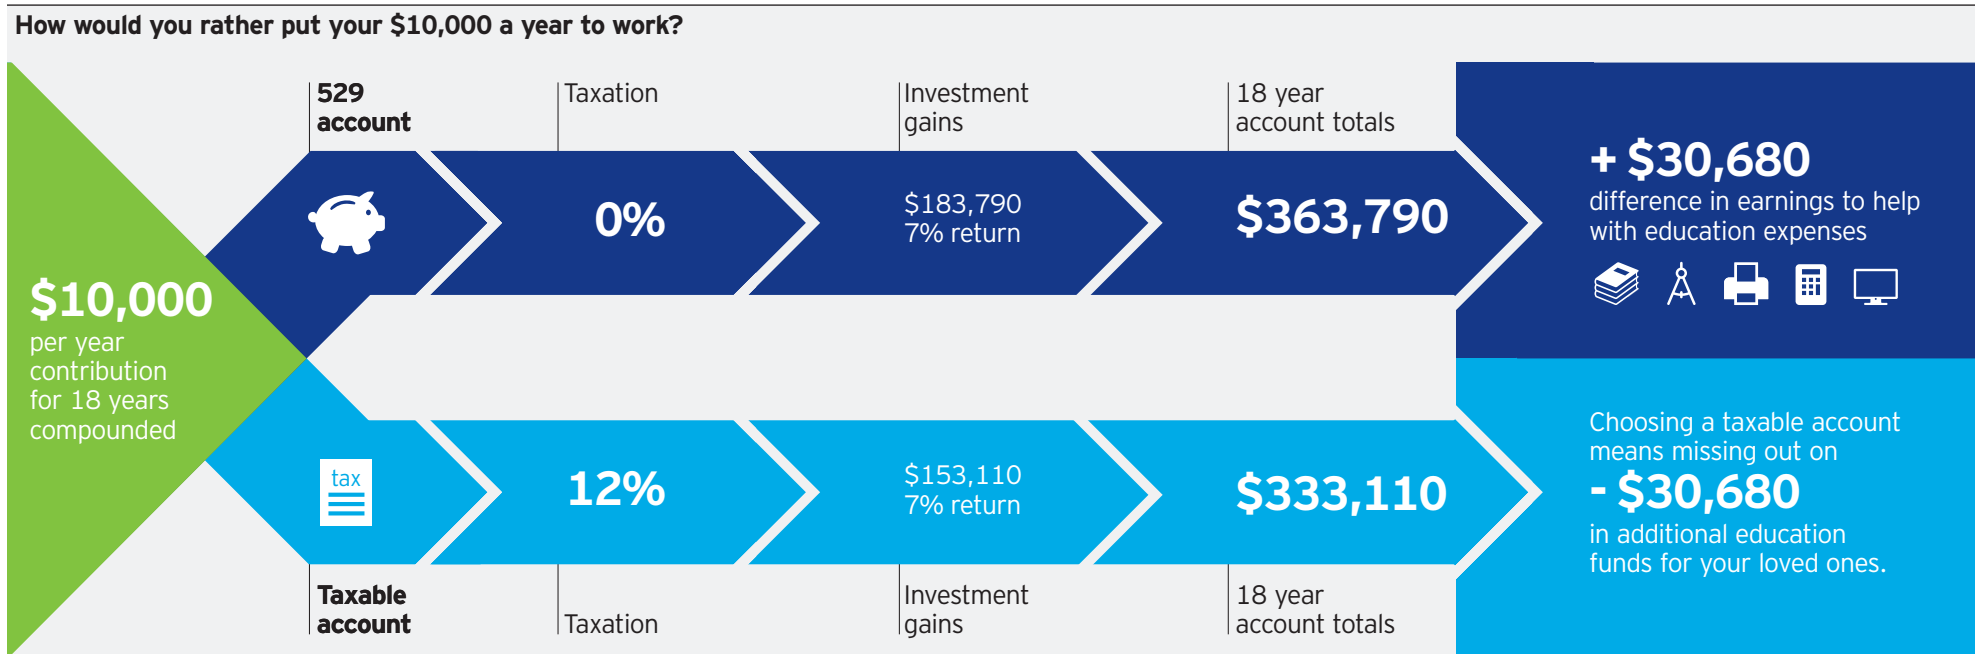 How would you rather put your $10,000 a year to work?
$10,000
per year
contribution
for 18 years
compounded
529
account
Taxation
Investment
gains
18 year
account totals
0%
$183,790
7% return
$363,790
+ $30,680
difference in earnings to help
with education expenses
tax
12%
$153,110
7% return
$333,110
Choosing a taxable account
means missing out on
- $30,680
in additional education
funds for your loved ones.
Taxable
account
Taxation
Investment
gains
18 year
account totals